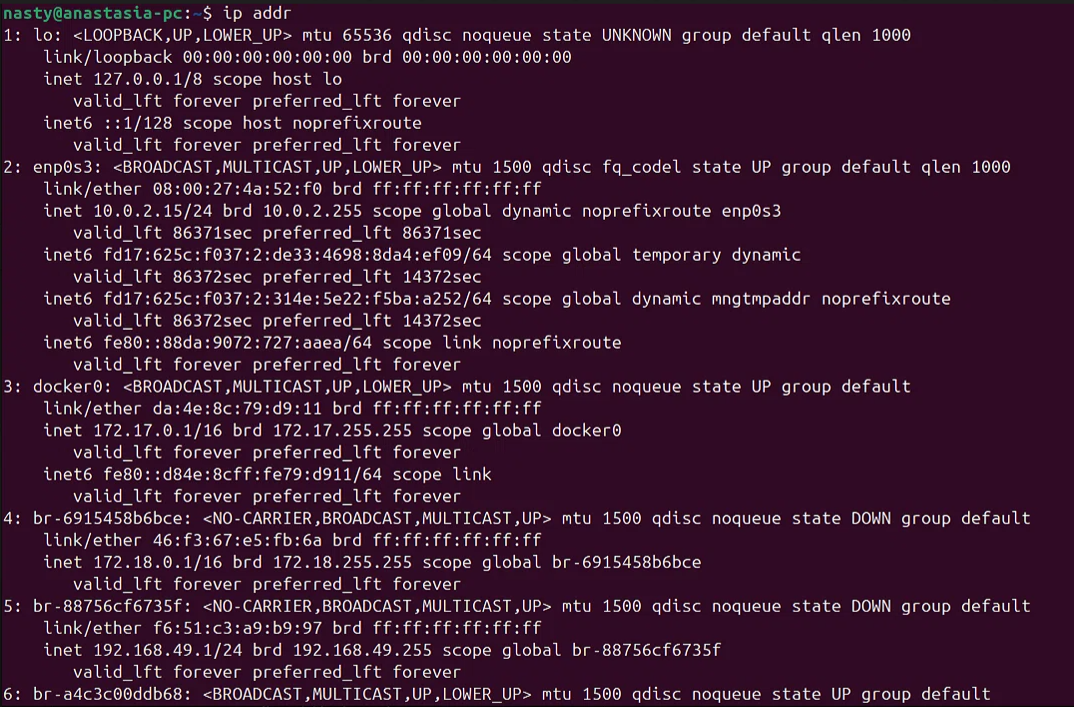 nasty@anastasia-pc:~$ ip addr
1: lo: <LOOPBACK,UP,LOWER_UP> mtu 65536 qdisc noqueue state UNKNOWN group default qlen 1000
    link/loopback 00:00:00:00:00:00 brd 00:00:00:00:00:00
    inet 127.0.0.1/8 scope host lo
       valid_lft forever preferred_lft forever
    inet6 ::1/128 scope host noprefixroute
       valid_lft forever preferred_lft forever
2: enp0s3: <BROADCAST,MULTICAST,UP,LOWER_UP> mtu 1500 qdisc fq_codel state UP group default qlen 1000
    link/ether 08:00:27:4a:52:f0 brd ff:ff:ff:ff:ff:ff
    inet 10.0.2.15/24 brd 10.0.2.255 scope global dynamic noprefixroute enp0s3
       valid_lft 86371sec preferred_lft 86371sec
    inet6 fd17:625c:f037:2:de33:4698:8da4:ef09/64 scope global temporary dynamic
       valid_lft 86372sec preferred_lft 14372sec
    inet6 fd17:625c:f037:2:314e:5e22:f5ba:a252/64 scope global dynamic mngtmpaddr noprefixroute
       valid_lft 86372sec preferred_lft 14372sec
    inet6 fe80::88da:9072:727:aaea/64 scope link noprefixroute
       valid_lft forever preferred_lft forever
3: docker0: <BROADCAST,MULTICAST,UP,LOWER_UP> mtu 1500 qdisc noqueue state UP group default
    link/ether da:4e:8c:79:d9:11 brd ff:ff:ff:ff:ff:ff
    inet 172.17.0.1/16 brd 172.17.255.255 scope global docker0
       valid_lft forever preferred_lft forever
    inet6 fe80::d84e:8cff:fe79:d911/64 scope link
       valid_lft forever preferred_lft forever
4: br-6915458b6bce: <NO-CARRIER,BROADCAST,MULTICAST,UP> mtu 1500 qdisc noqueue state DOWN group default
    link/ether 46:f3:67:e5:fb:6a brd ff:ff:ff:ff:ff:ff
    inet 172.18.0.1/16 brd 172.18.255.255 scope global br-6915458b6bce
       valid_lft forever preferred_lft forever
5: br-88756cf6735f: <NO-CARRIER,BROADCAST,MULTICAST,UP> mtu 1500 qdisc noqueue state DOWN group default
    link/ether f6:51:c3:a9:b9:97 brd ff:ff:ff:ff:ff:ff
    inet 192.168.49.1/24 brd 192.168.49.255 scope global br-88756cf6735f
       valid_lft forever preferred_lft forever
6: br-a4c3c00ddb68: <BROADCAST,MULTICAST,UP,LOWER_UP> mtu 1500 qdisc noqueue state UP group default